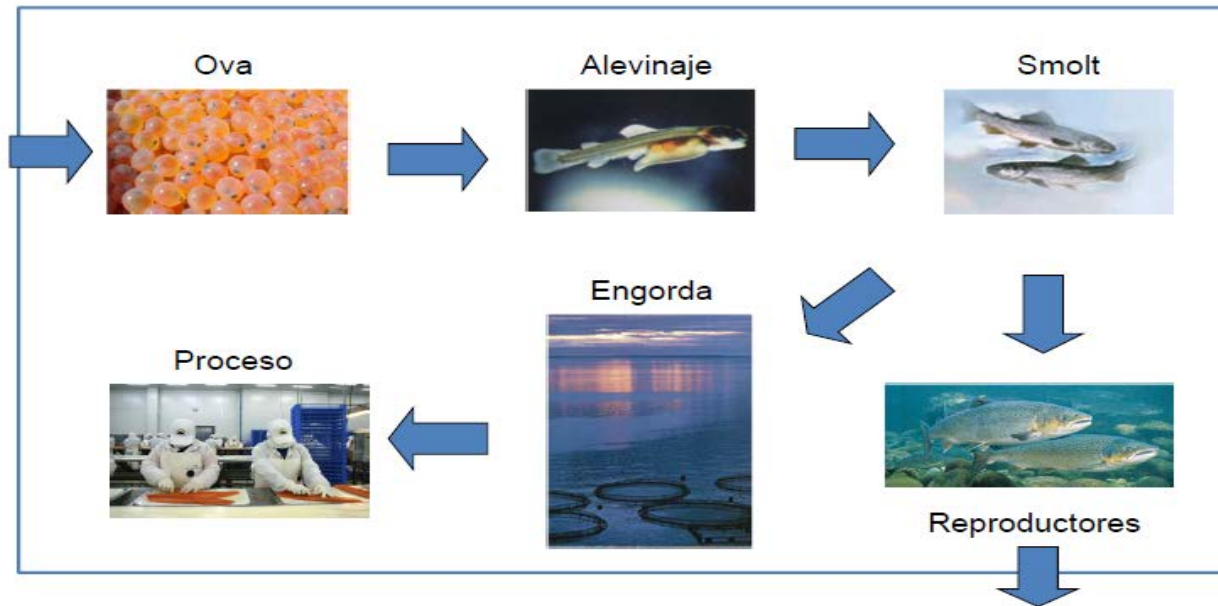 Ova
Alevinaje
Smolt
Engorda
Proceso
Reproductores